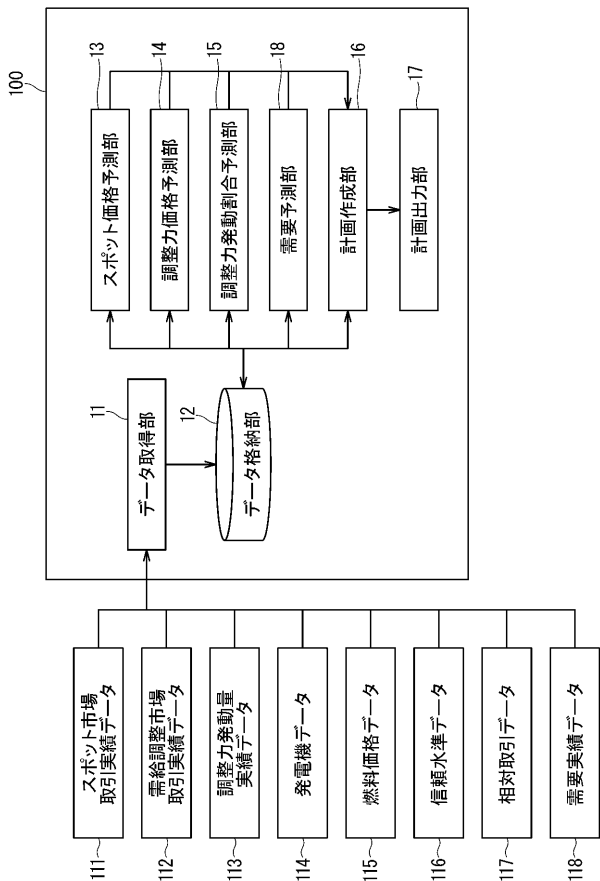 100
スポット市場
取引実績データ
111
需給調整市場
取引実績データ
112
調整力発動量
実績データ
113
発電機データ
114
燃料価格データ
115
信頼水準データ
116
相対取引データ
117
需要実績データ
118
データ取得部
11
データ格納部
12
スポット価格予測部
13
調整力価格予測部
14
調整力発動割合予測部
15
需要予測部
18
計画作成部
16
計画出力部
17